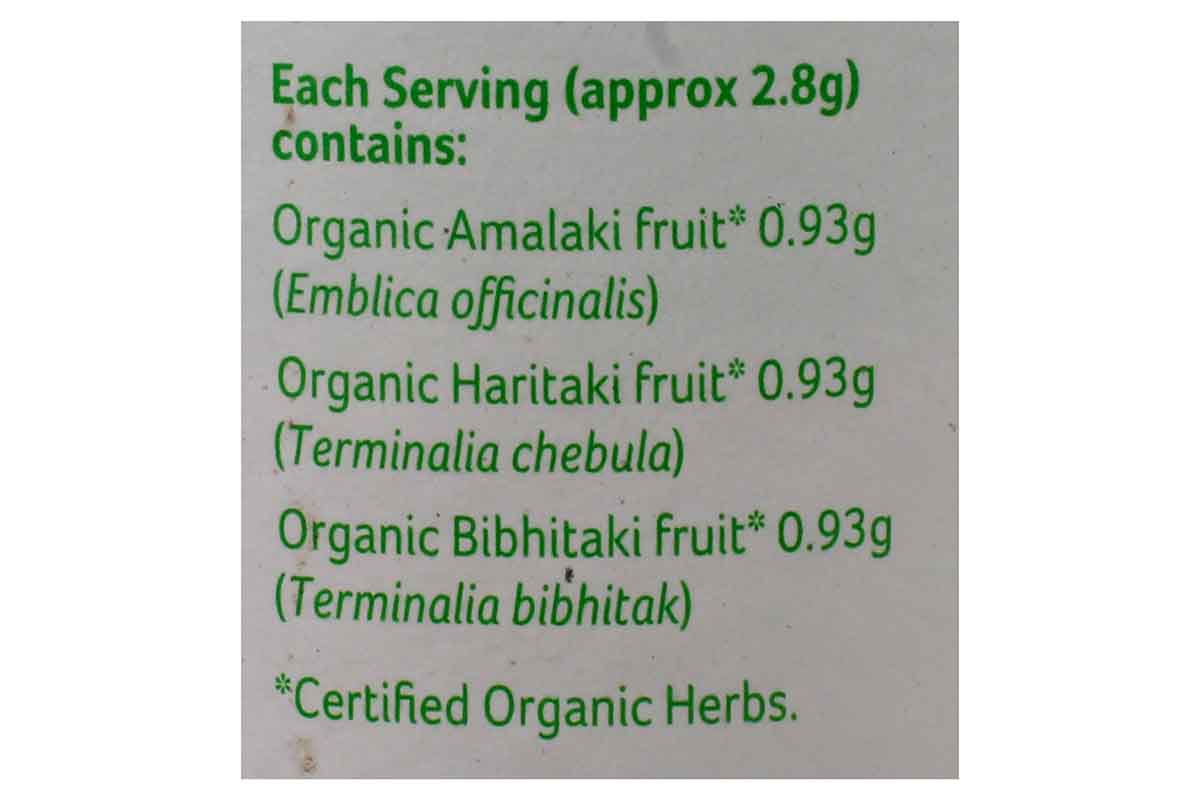 Each Serving (approx 2.8g)
contains:
Organic Amalaki fruit* 0.93g
(Emblica officinalis)
Organic Haritaki fruit* 0.93g
(Terminalia chebula)
Organic Bibhitaki fruit* 0.93g
(Terminalia bibhitak)
*Certified Organic Herbs.